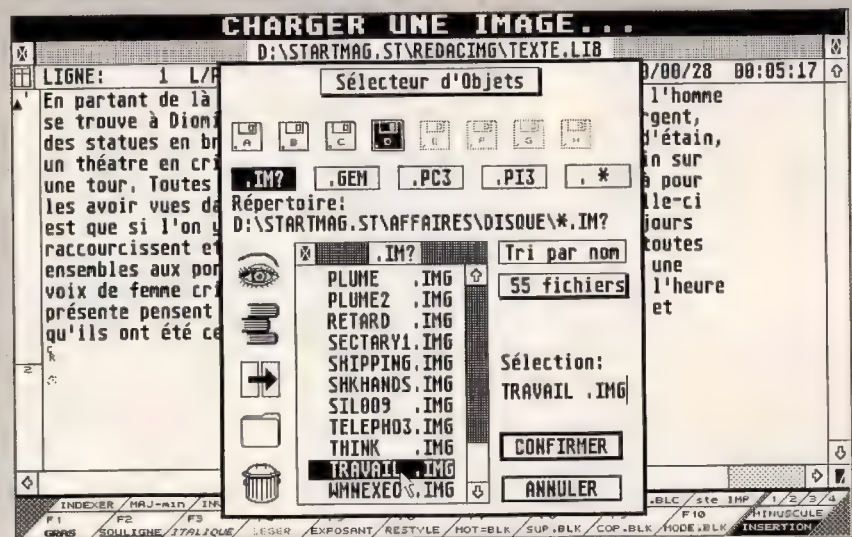 CHARGER UNE IMAGE...
D:\STARTMAG.ST\REDACIMG\TEXTE.LIB
LIGNE: 1 L/P
/00/28 00:05:17
Sélecteur d'Objets
A B C D E F G H
.IM? .GEM .PC3 .PI3 . *
Répertoire:
D:\STARTMAG.ST\AFFAIRES\DISQUE\*.IM?
.IM?
PLUME .IMG
PLUME2 .IMG
RETARD .IMG
SECTARY1.IMG
SHIPPING.IMG
SHKHANDS.IMG
SIL009 .IMG
TELEPHO3.IMG
THINK .IMG
TRAVAIL .IMG
WMNEXEO .IMG
Tri par nom
55 fichiers
Sélection:
TRAVAIL .IMG
CONFIRMER
ANNULER
En partant de là
se trouve à Diomi
des statues en br
un théatre en cri
une tour. Toutes
les avoir vues da
est que si l'on y
raccourcissent et
ensembles aux por
voix de femme cri
présente pensent
qu'ils ont été ce
l'homme
rgent,
d'étain,
in sur
à pour
lle-ci
jours
toutes
une
l'heure
et
2
INDEXER MAJ-min INV .BLC ste IMP 1 2 3 4
F1 F2 F3 F10 MINUSCULE
GRAS SOULIGNE ITALIQUE LEGER EXPOSANT RESTYLE MOT=BLK SUP.BLK COP.BLK MODE.BLK INSERTION